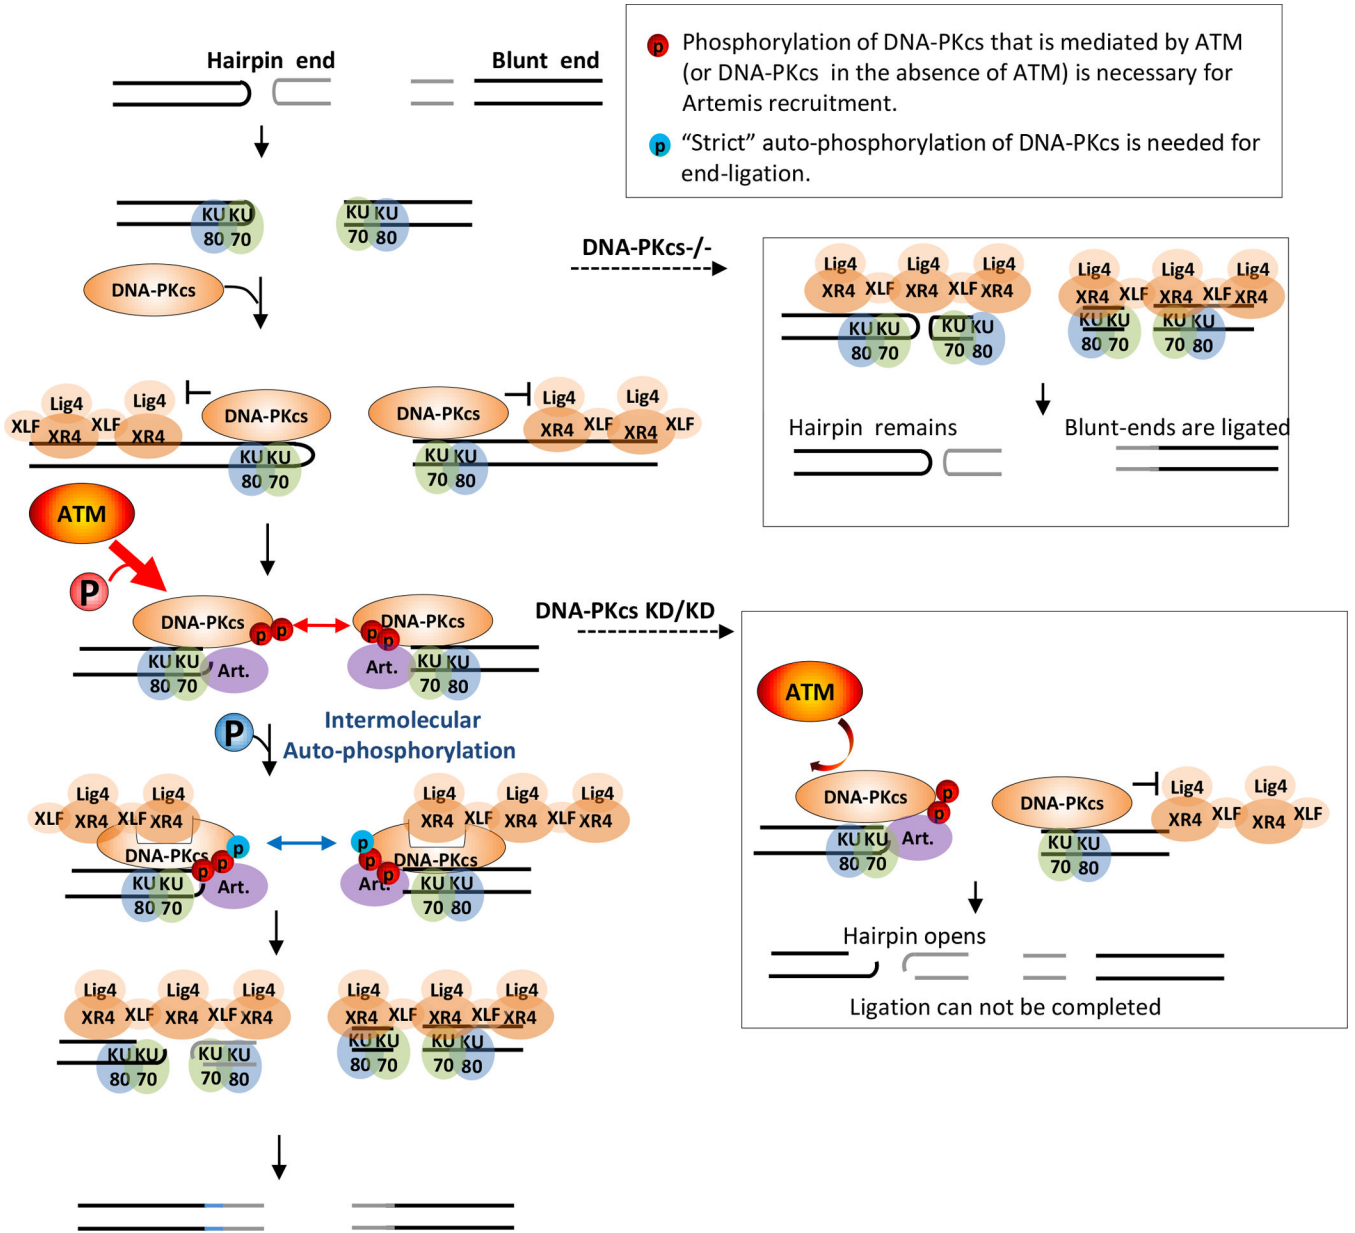 Hairpin end
Blunt end
p Phosphorylation of DNA-PKcs that is mediated by ATM
(or DNA-PKcs in the absence of ATM) is necessary for
Artemis recruitment.
p "Strict" auto-phosphorylation of DNA-PKcs is needed for
end-ligation.
KU KU
80 70
KU KU
70 80
DNA-PKcs
DNA-PKcs-/-
Lig4 Lig4 Lig4
XR4 XLF XR4 XLF XR4
KU KU KU KU
80 70 70 80
Lig4 Lig4 Lig4
XR4 XLF XR4 XLF XR4
KU KU KU KU
80 70 70 80
Hairpin remains
Blunt-ends are ligated
Lig4 Lig4
XLF XR4 XLF XR4
DNA-PKcs
KU KU
80 70
DNA-PKcs
Lig4 Lig4
XR4 XLF XR4 XLF
KU KU
70 80
ATM
P
DNA-PKcs
p p
KU KU
80 70
Art.
DNA-PKcs
p p
Art.
KU KU
70 80
DNA-PKcs KD/KD
ATM
DNA-PKcs
p
p
KU KU
80 70
Art.
DNA-PKcs
Lig4 Lig4
XR4 XLF XR4 XLF
KU KU
70 80
Hairpin opens
Ligation can not be completed
P
Intermolecular
Auto-phosphorylation
Lig4 Lig4
XLF XR4 XLF XR4
DNA-PKcs
p p p
KU KU
80 70
Art.
Lig4 Lig4 Lig4
XR4 XLF XR4 XLF XR4
p p p
DNA-PKcs
Art.
KU KU
70 80
Lig4 Lig4 Lig4
XR4 XLF XR4 XLF XR4
KU KU KU KU
80 70 70 80
Lig4 Lig4 Lig4
XR4 XLF XR4 XLF XR4
KU KU KU KU
80 70 70 80